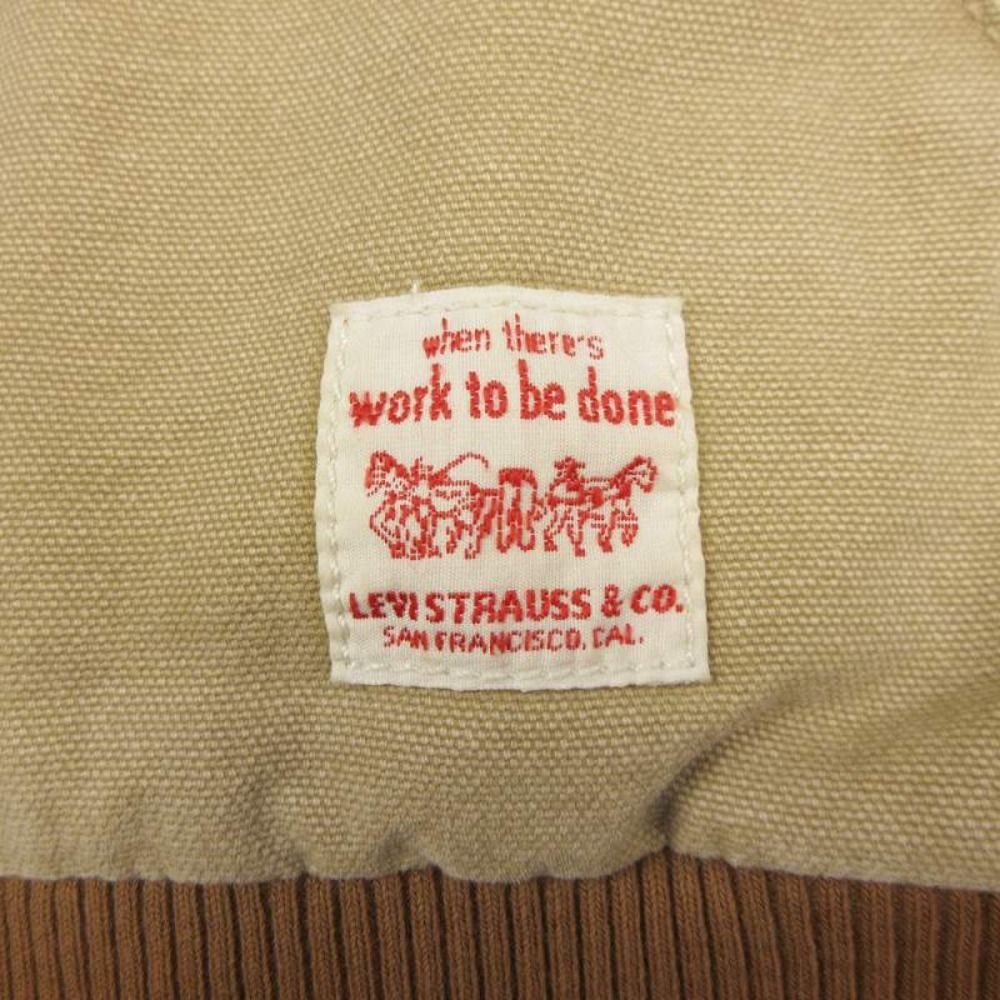 when there's
work to be done
LEVI STRAUSS & CO.
SAN FRANCISCO, CAL.